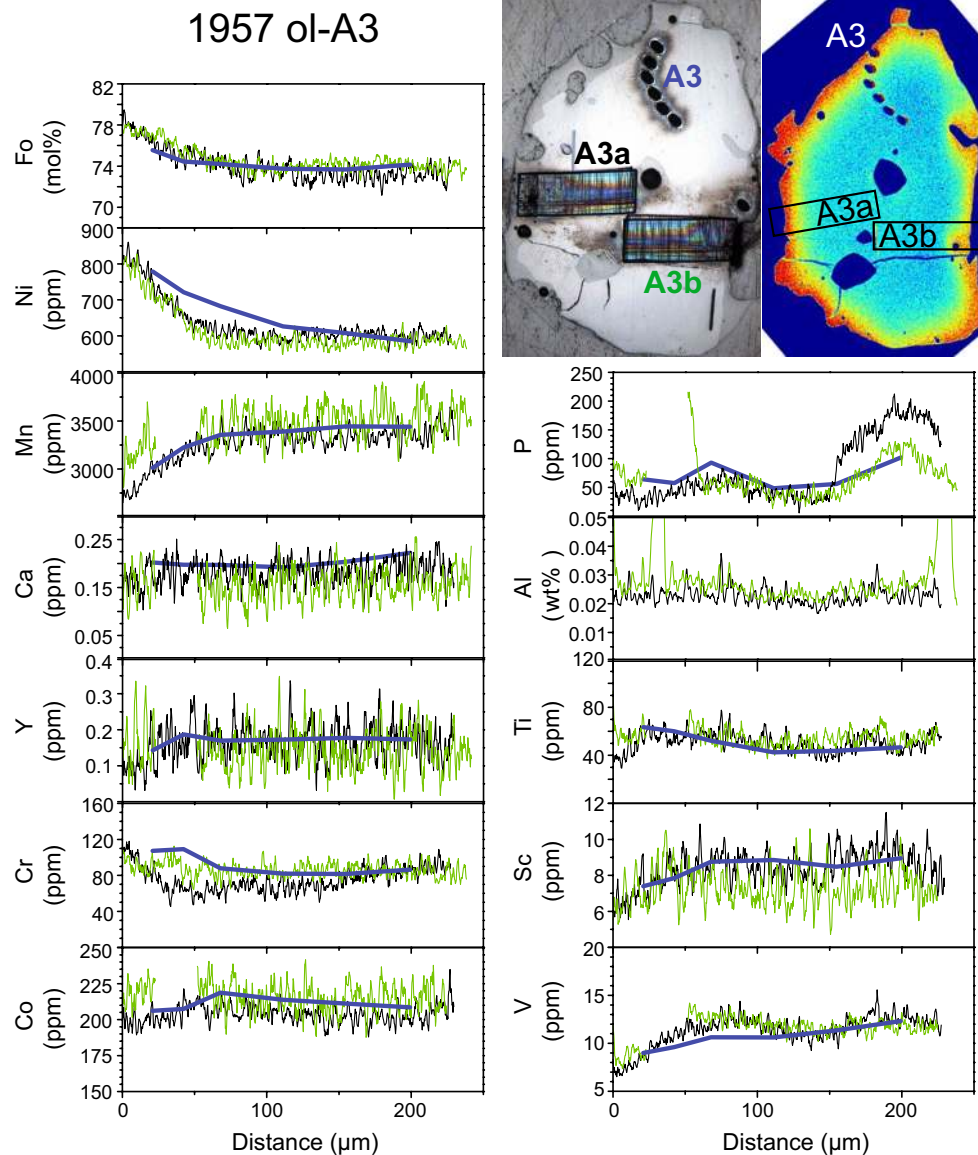 1957 ol-A3
A3
A3a
A3b
A3
A3a
A3b
82
78
74
70
Fo
(mol%)
900
800
700
600
Ni
(ppm)
4000
3500
3000
Mn
(ppm)
0.25
0.15
0.05
Ca
(ppm)
0.4
0.3
0.2
0.1
Y
(ppm)
160
120
80
40
Cr
(ppm)
250
225
200
175
150
Co
(ppm)
0 100 200
Distance (µm)
250
200
150
100
50
P
(ppm)
0.05
0.04
0.03
0.02
0.01
Al
(wt%)
120
80
40
Ti
(ppm)
12
10
8
6
Sc
(ppm)
20
15
10
5
V
(ppm)
0 100 200
Distance (µm)